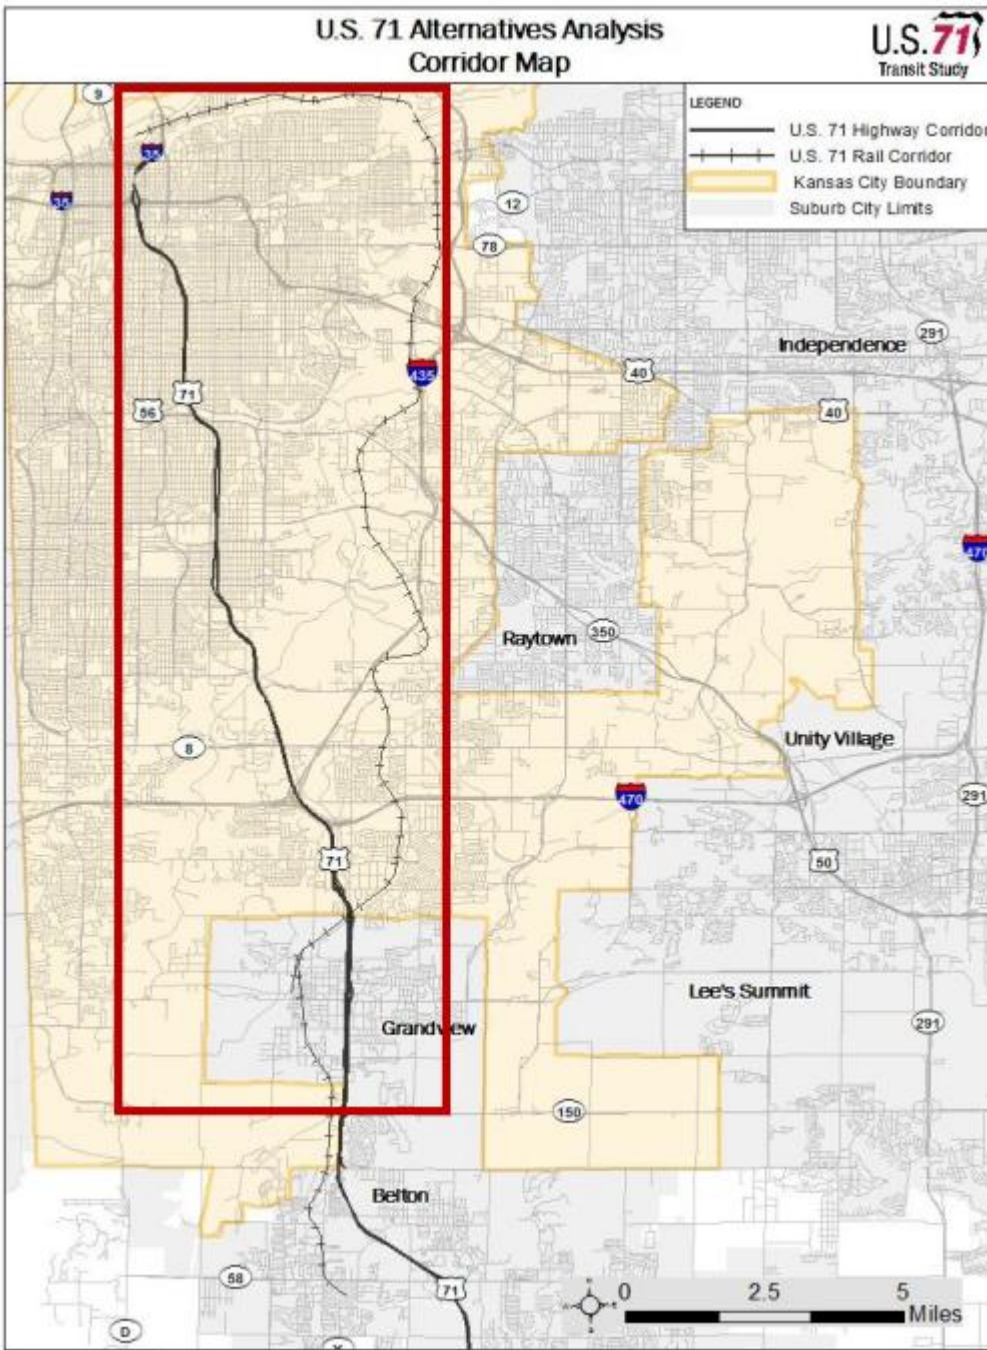 U.S. 71 Alternatives Analysis
Corridor Map
U.S. 71
Transit Study
LEGEND
U.S. 71 Highway Corridor
U.S. 71 Rail Corridor
Kansas City Boundary
Suburb City Limits
9
35
35
12
78
291
Independence
40
435
71
56
40
470
Raytown
350
8
Unity Village
470
291
71
50
Lee's Summit
Grandview
291
150
Belton
58
71
0 2.5 5
Miles
D